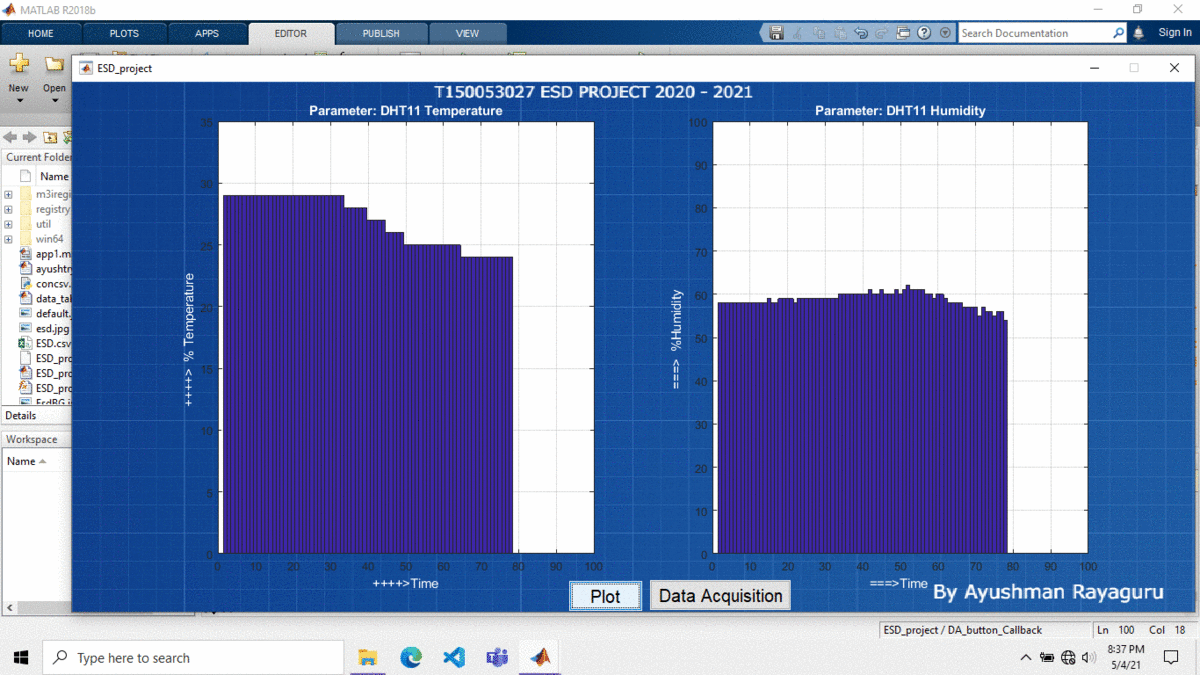 MATLAB R2018b
HOME PLOTS APPS EDITOR PUBLISH VIEW Search Documentation Sign In
New Open
ESD_project
T150053027 ESD PROJECT 2020 - 2021
Parameter: DHT11 Temperature
Parameter: DHT11 Humidity
Current Folder
Name
m3iregi
registry
util
win64
app1.m
ayushtry
concsv.
data_tal
default.
esd.jpg
ESD.csv
ESD_pro
ESD_pro
ESD_pro
Details
Workspace
Name
35
30
25
20
15
10
5
0
++++> % Temperature
0 10 20 30 40 50 60 70 80 90 100
++++>Time
100
90
80
70
60
50
40
30
20
10
0
===> %Humidity
0 10 20 30 40 50 60 70 80 90 100
===>Time
Plot
Data Acquisition
By Ayushman Rayaguru
ESD_project / DA_button_Callback Ln 100 Col 18
Type here to search
8:37 PM
5/4/21